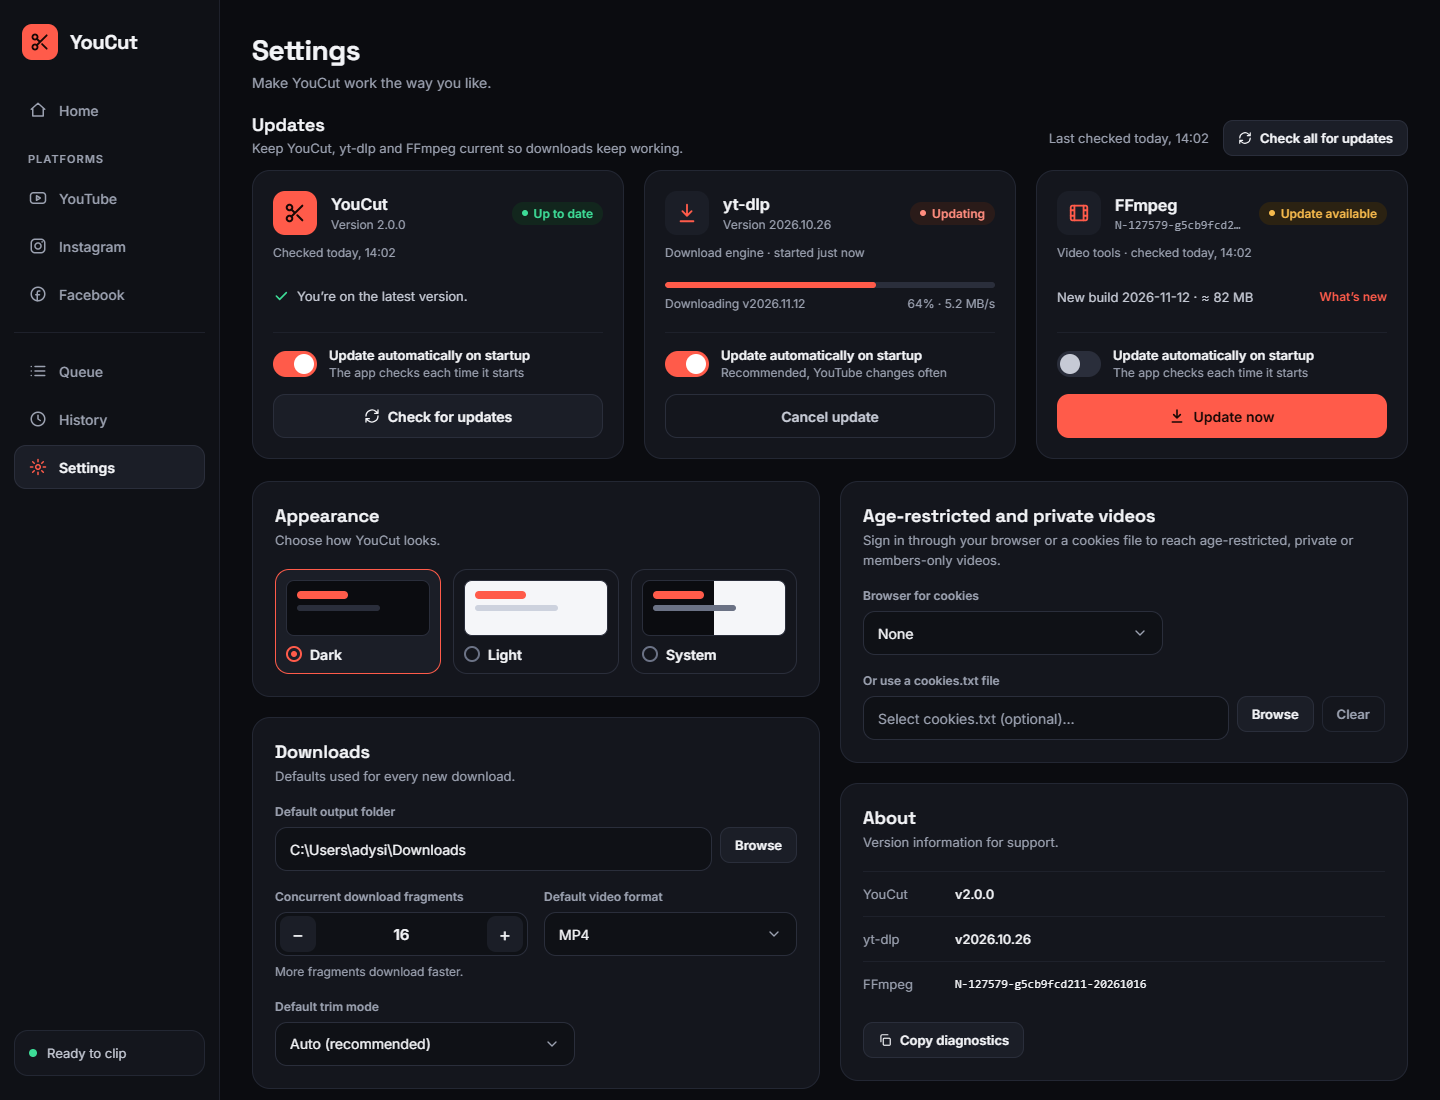 YouCut
Home
PLATFORMS
YouTube
Instagram
Facebook
Queue
History
Settings
Ready to clip
Settings
Make YouCut work the way you like.
Updates
Keep YouCut, yt-dlp and FFmpeg current so downloads keep working.
Last checked today, 14:02
Check all for updates
YouCut
Version 2.0.0
Up to date
Checked today, 14:02
You're on the latest version.
Update automatically on startup
The app checks each time it starts
Check for updates
yt-dlp
Version 2026.10.26
Updating
Download engine · started just now
Downloading v2026.11.12
64% · 5.2 MB/s
Update automatically on startup
Recommended, YouTube changes often
Cancel update
FFmpeg
N-127579-g5cb9fcd2…
Update available
Video tools · checked today, 14:02
New build 2026-11-12 · ≈ 82 MB
What's new
Update automatically on startup
The app checks each time it starts
Update now
Appearance
Choose how YouCut looks.
Dark
Light
System
Downloads
Defaults used for every new download.
Default output folder
C:\Users\adysi\Downloads
Browse
Concurrent download fragments
Default video format
− 16 +
MP4
More fragments download faster.
Default trim mode
Auto (recommended)
Age-restricted and private videos
Sign in through your browser or a cookies file to reach age-restricted, private or
members-only videos.
Browser for cookies
None
Or use a cookies.txt file
Select cookies.txt (optional)...
Browse
Clear
About
Version information for support.
YouCut v2.0.0
yt-dlp v2026.10.26
FFmpeg N-127579-g5cb9fcd211-20261016
Copy diagnostics